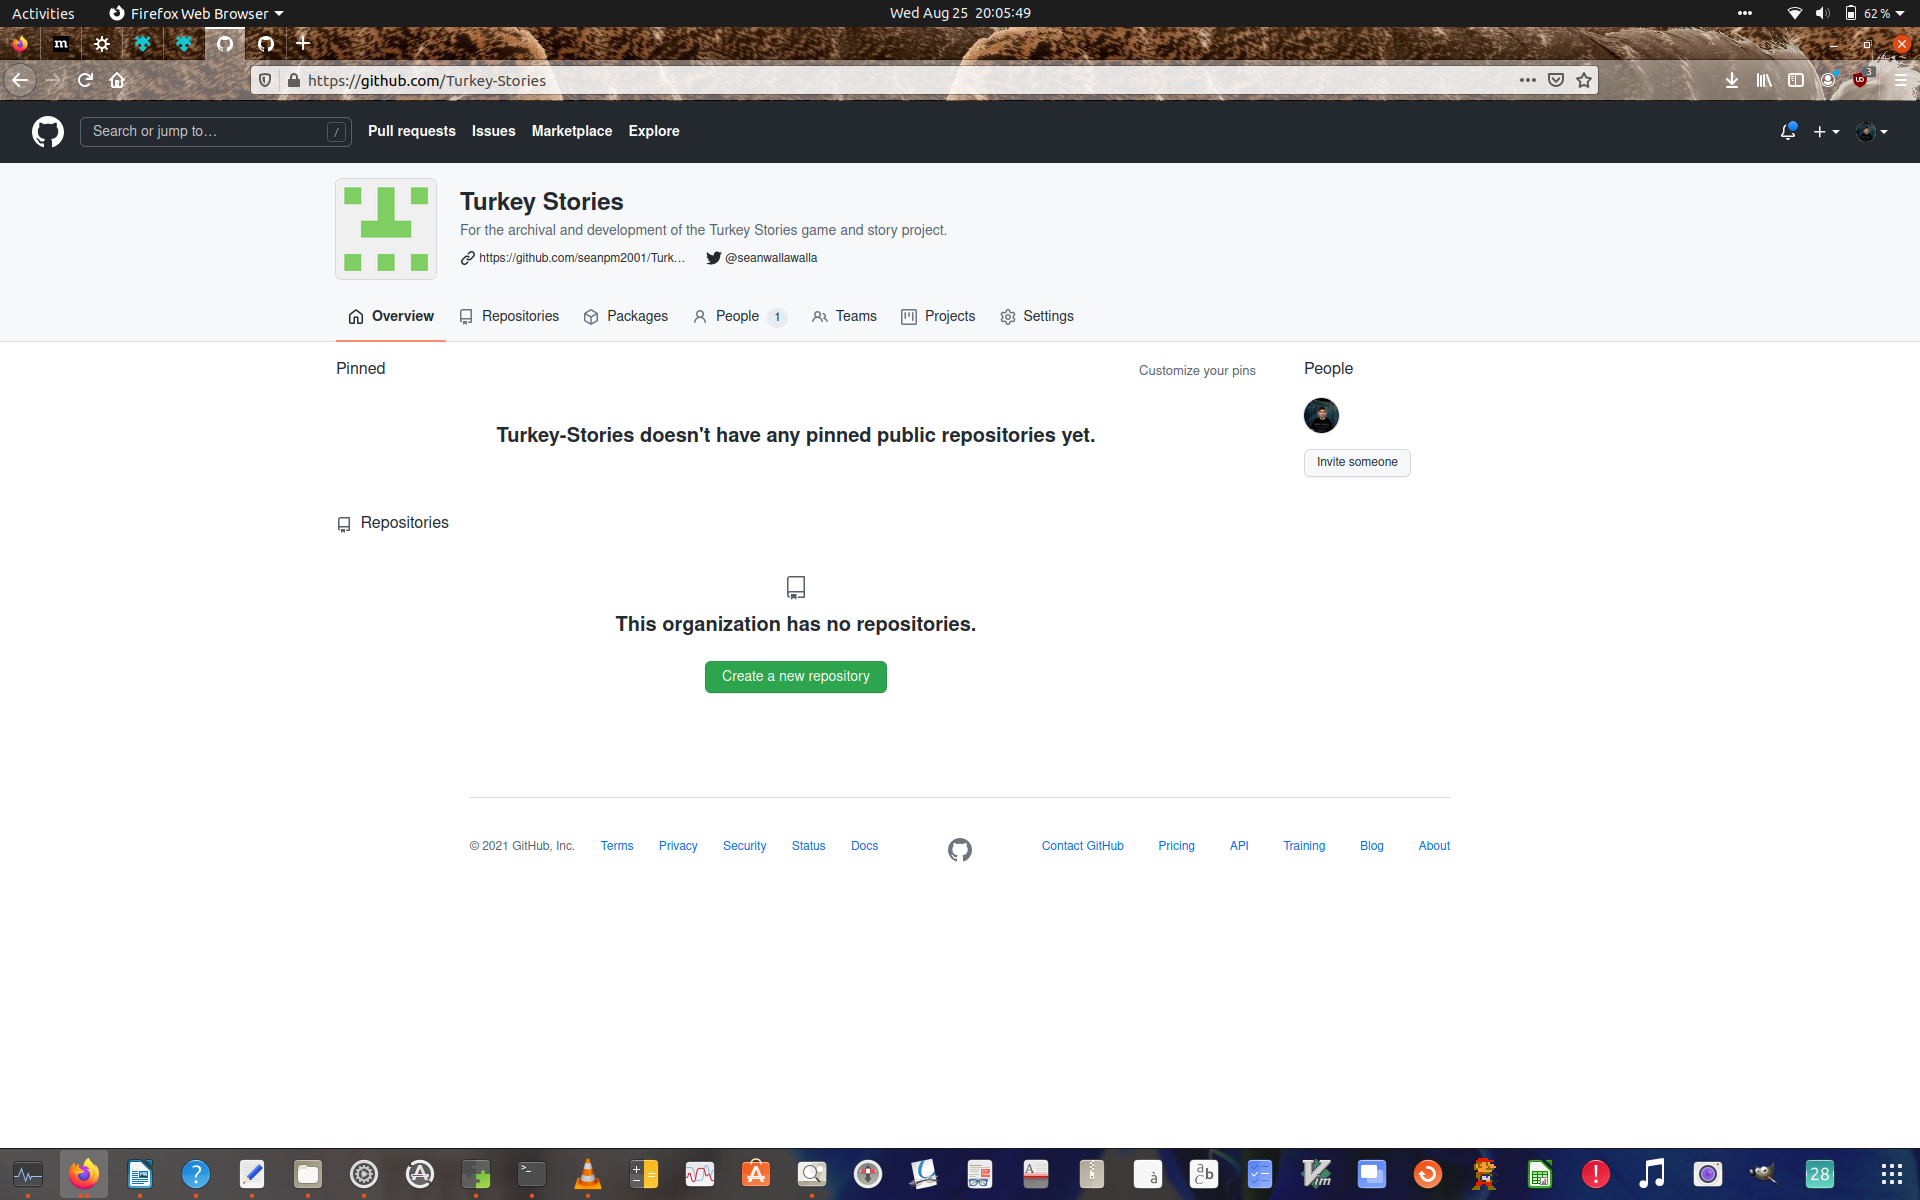 Activities
Firefox Web Browser
Wed Aug 25 20:05:49
62 %
m
https://github.com/Turkey-Stories
3
Search or jump to…
/
Pull requests
Issues
Marketplace
Explore
Turkey Stories
For the archival and development of the Turkey Stories game and story project.
https://github.com/seanpm2001/Turk…
@seanwallawalla
Overview
Repositories
Packages
People 1
Teams
Projects
Settings
Pinned
Customize your pins
Turkey-Stories doesn't have any pinned public repositories yet.
People
Invite someone
Repositories
This organization has no repositories.
Create a new repository
© 2021 GitHub, Inc.
Terms
Privacy
Security
Status
Docs
Contact GitHub
Pricing
API
Training
Blog
About
28